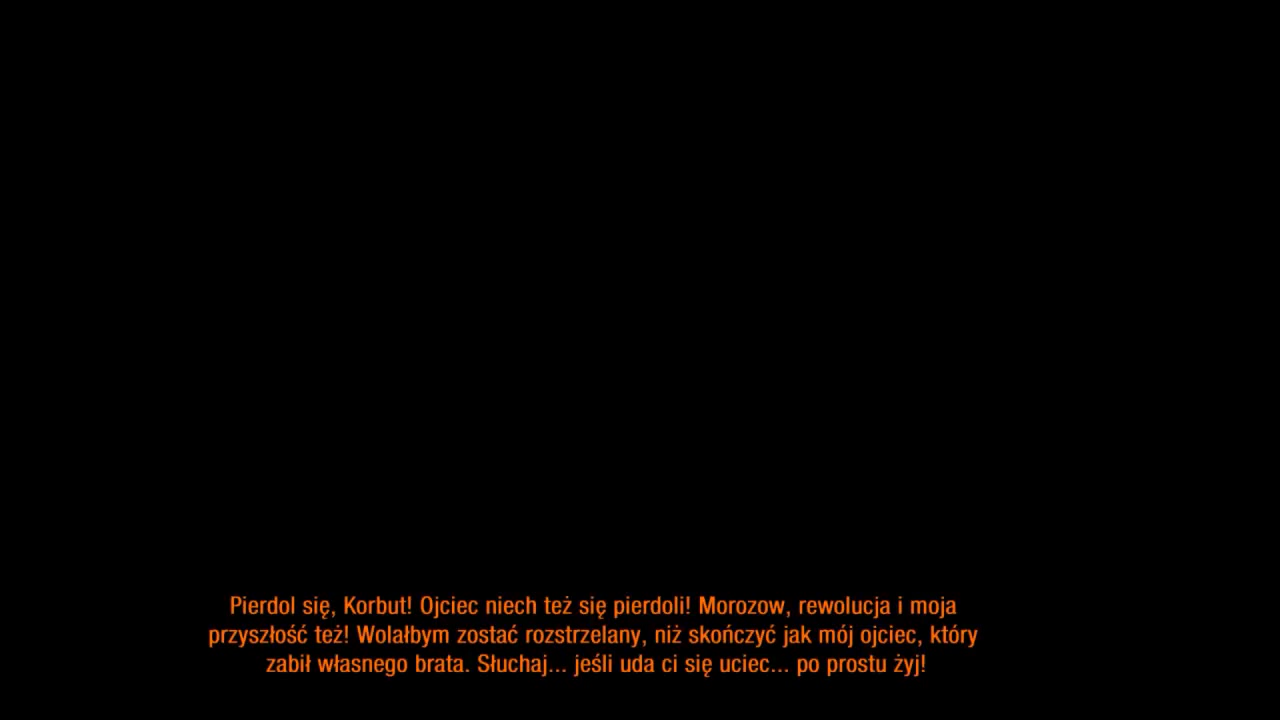 Pierdol się, Korbut! Ojciec niech też się pierdoli! Morozow, rewolucja i moja
przyszłość też! Wolałbym zostać rozstrzelany, niż skończyć jak mój ojciec, który
zabił własnego brata. Słuchaj... jeśli uda ci się uciec... po prostu żyj!